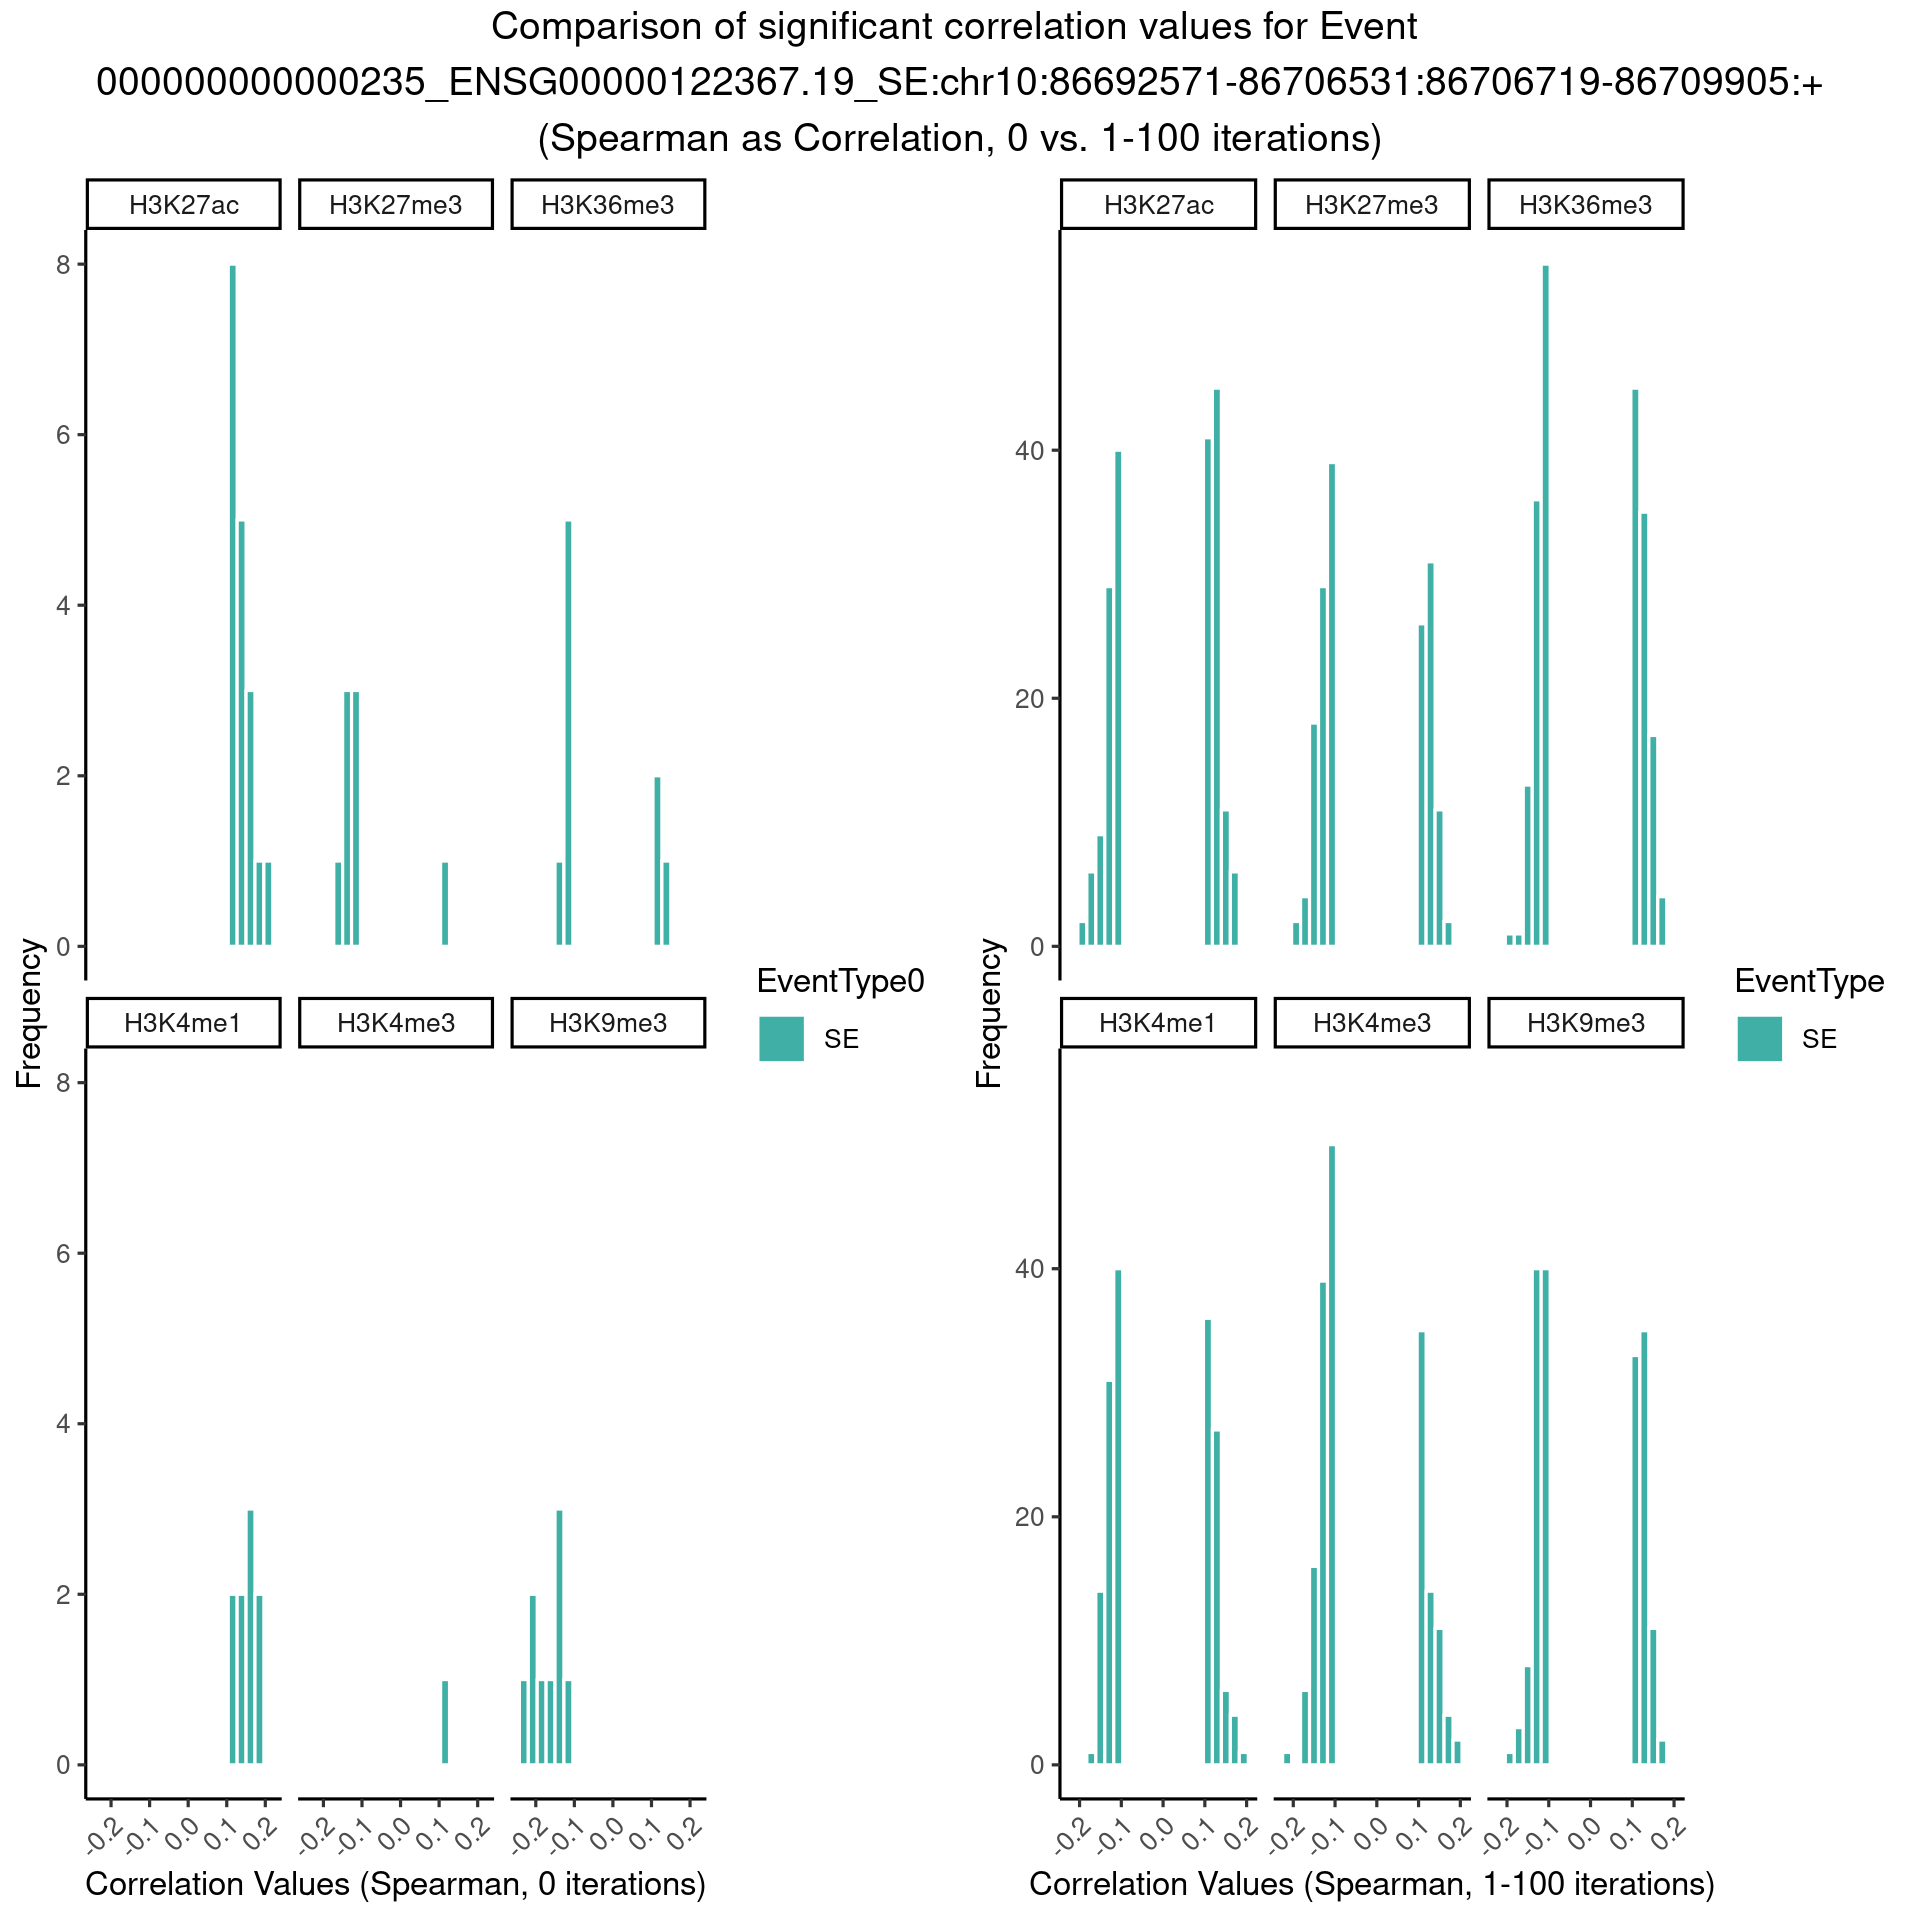 Comparison of significant correlation values for Event
000000000000235_ENSG00000122367.19_SE:chr10:86692571-86706531:86706719-86709905:+
(Spearman as Correlation, 0 vs. 1-100 iterations)
H3K27ac H3K27me3 H3K36me3
8
6
4
2
0
H3K4me1 H3K4me3 H3K9me3
8
6
4
2
0
Frequency
-0.2 -0.1 0.0 0.1 0.2 -0.2 -0.1 0.0 0.1 0.2 -0.2 -0.1 0.0 0.1 0.2
Correlation Values (Spearman, 0 iterations)
EventType0
SE
H3K27ac H3K27me3 H3K36me3
40
20
0
H3K4me1 H3K4me3 H3K9me3
40
20
0
Frequency
-0.2 -0.1 0.0 0.1 0.2 -0.2 -0.1 0.0 0.1 0.2 -0.2 -0.1 0.0 0.1 0.2
Correlation Values (Spearman, 1-100 iterations)
EventType
SE